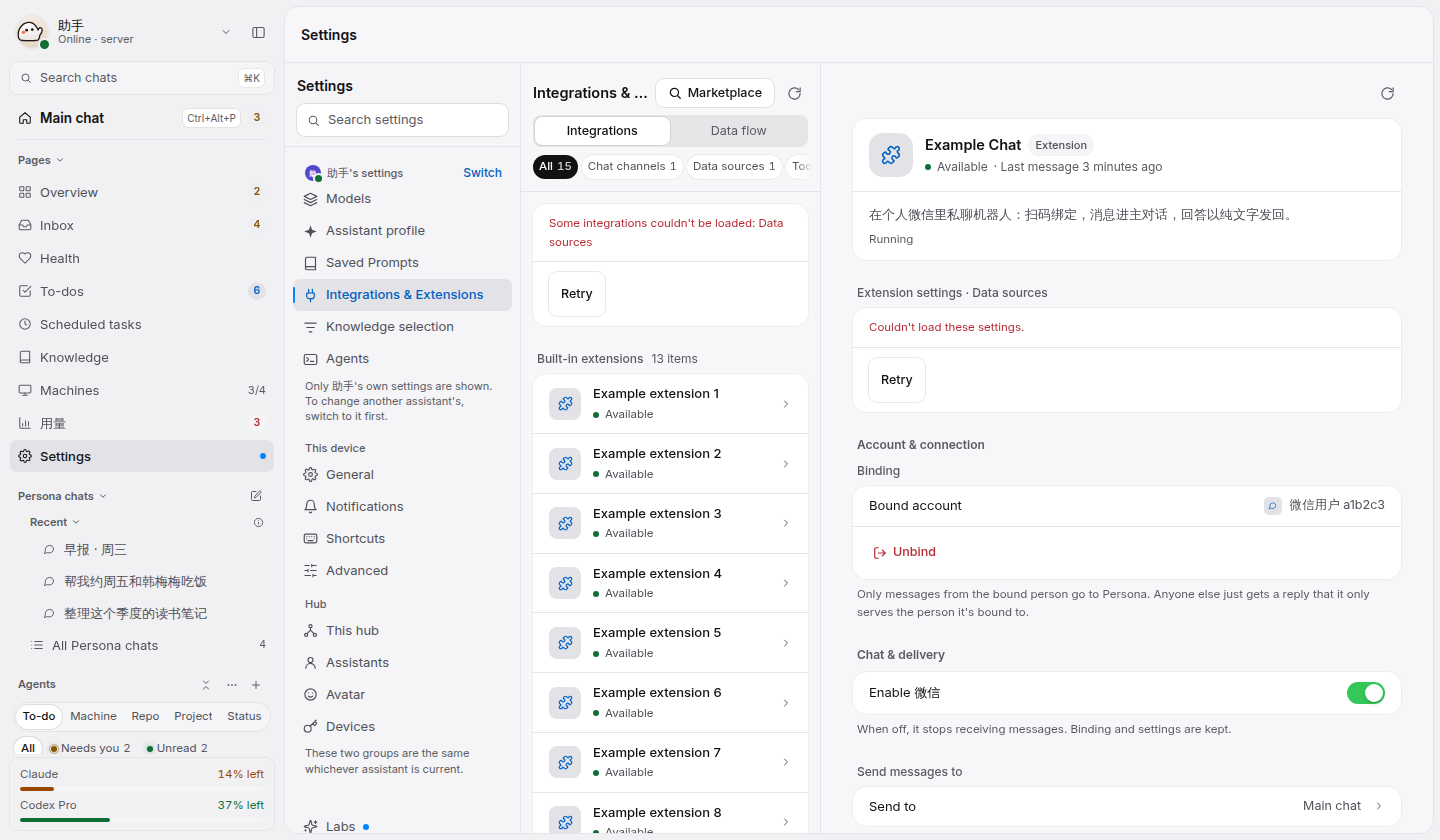 助手
Online · server
Search chats
⌘K
Main chat
Ctrl+Alt+P
3
Pages
Overview
2
Inbox
4
Health
To-dos
6
Scheduled tasks
Knowledge
Machines
3/4
用量
3
Settings
Persona chats
Recent
早报 · 周三
帮我约周五和韩梅梅吃饭
整理这个季度的读书笔记
All Persona chats
4
Agents
To-do
Machine
Repo
Project
Status
All
Needs you 2
Unread 2
Claude
14% left
Codex Pro
37% left
Settings
Settings
Search settings
助手's settings
Switch
Models
Assistant profile
Saved Prompts
Integrations & Extensions
Knowledge selection
Agents
Only 助手's own settings are shown.
To change another assistant's,
switch to it first.
This device
General
Notifications
Shortcuts
Advanced
Hub
This hub
Assistants
Avatar
Devices
These two groups are the same
whichever assistant is current.
Labs
Integrations & ...
Marketplace
Integrations
Data flow
All 15
Chat channels 1
Data sources 1
Some integrations couldn't be loaded: Data
sources
Retry
Built-in extensions 13 items
Example extension 1
Available
Example extension 2
Available
Example extension 3
Available
Example extension 4
Available
Example extension 5
Available
Example extension 6
Available
Example extension 7
Available
Example extension 8
Available
Example Chat
Extension
Available · Last message 3 minutes ago
在个人微信里私聊机器人：扫码绑定，消息进主对话，回答以纯文字发回。
Running
Extension settings · Data sources
Couldn't load these settings.
Retry
Account & connection
Binding
Bound account
微信用户 a1b2c3
Unbind
Only messages from the bound person go to Persona. Anyone else just gets a reply that it only
serves the person it's bound to.
Chat & delivery
Enable 微信
When off, it stops receiving messages. Binding and settings are kept.
Send messages to
Send to
Main chat